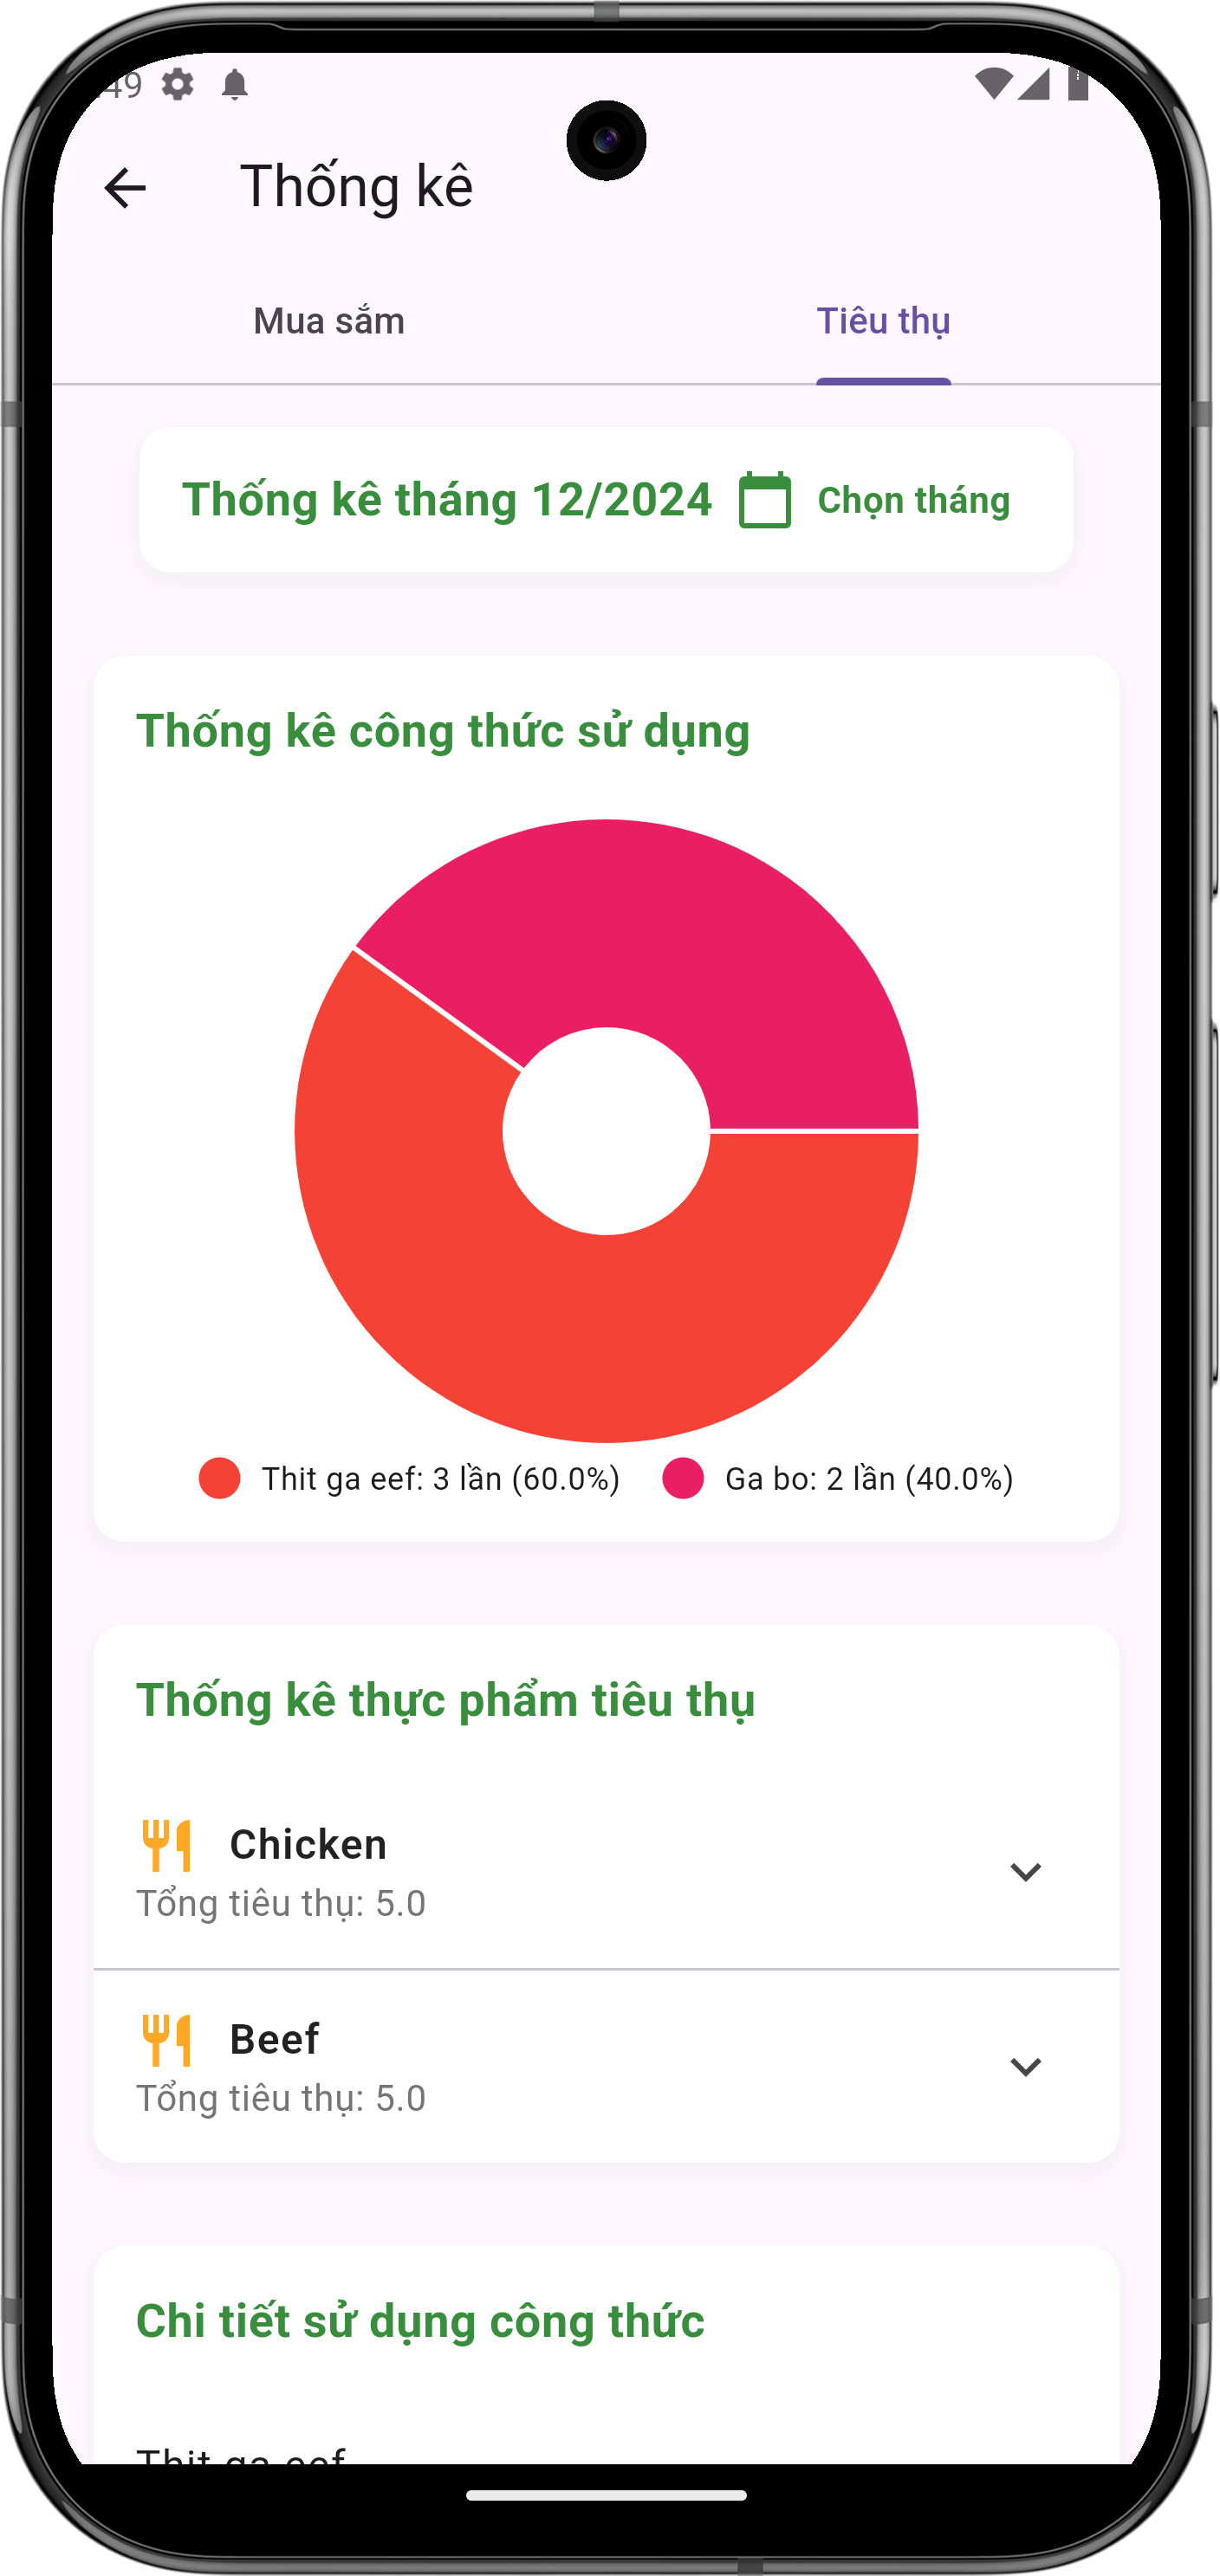 49
Thống kê
Mua sắm Tiêu thụ
Thống kê tháng 12/2024 Chọn tháng
Thống kê công thức sử dụng
Thit ga eef: 3 lần (60.0%) Ga bo: 2 lần (40.0%)
Thống kê thực phẩm tiêu thụ
Chicken
Tổng tiêu thụ: 5.0
Beef
Tổng tiêu thụ: 5.0
Chi tiết sử dụng công thức
Thit ga eef